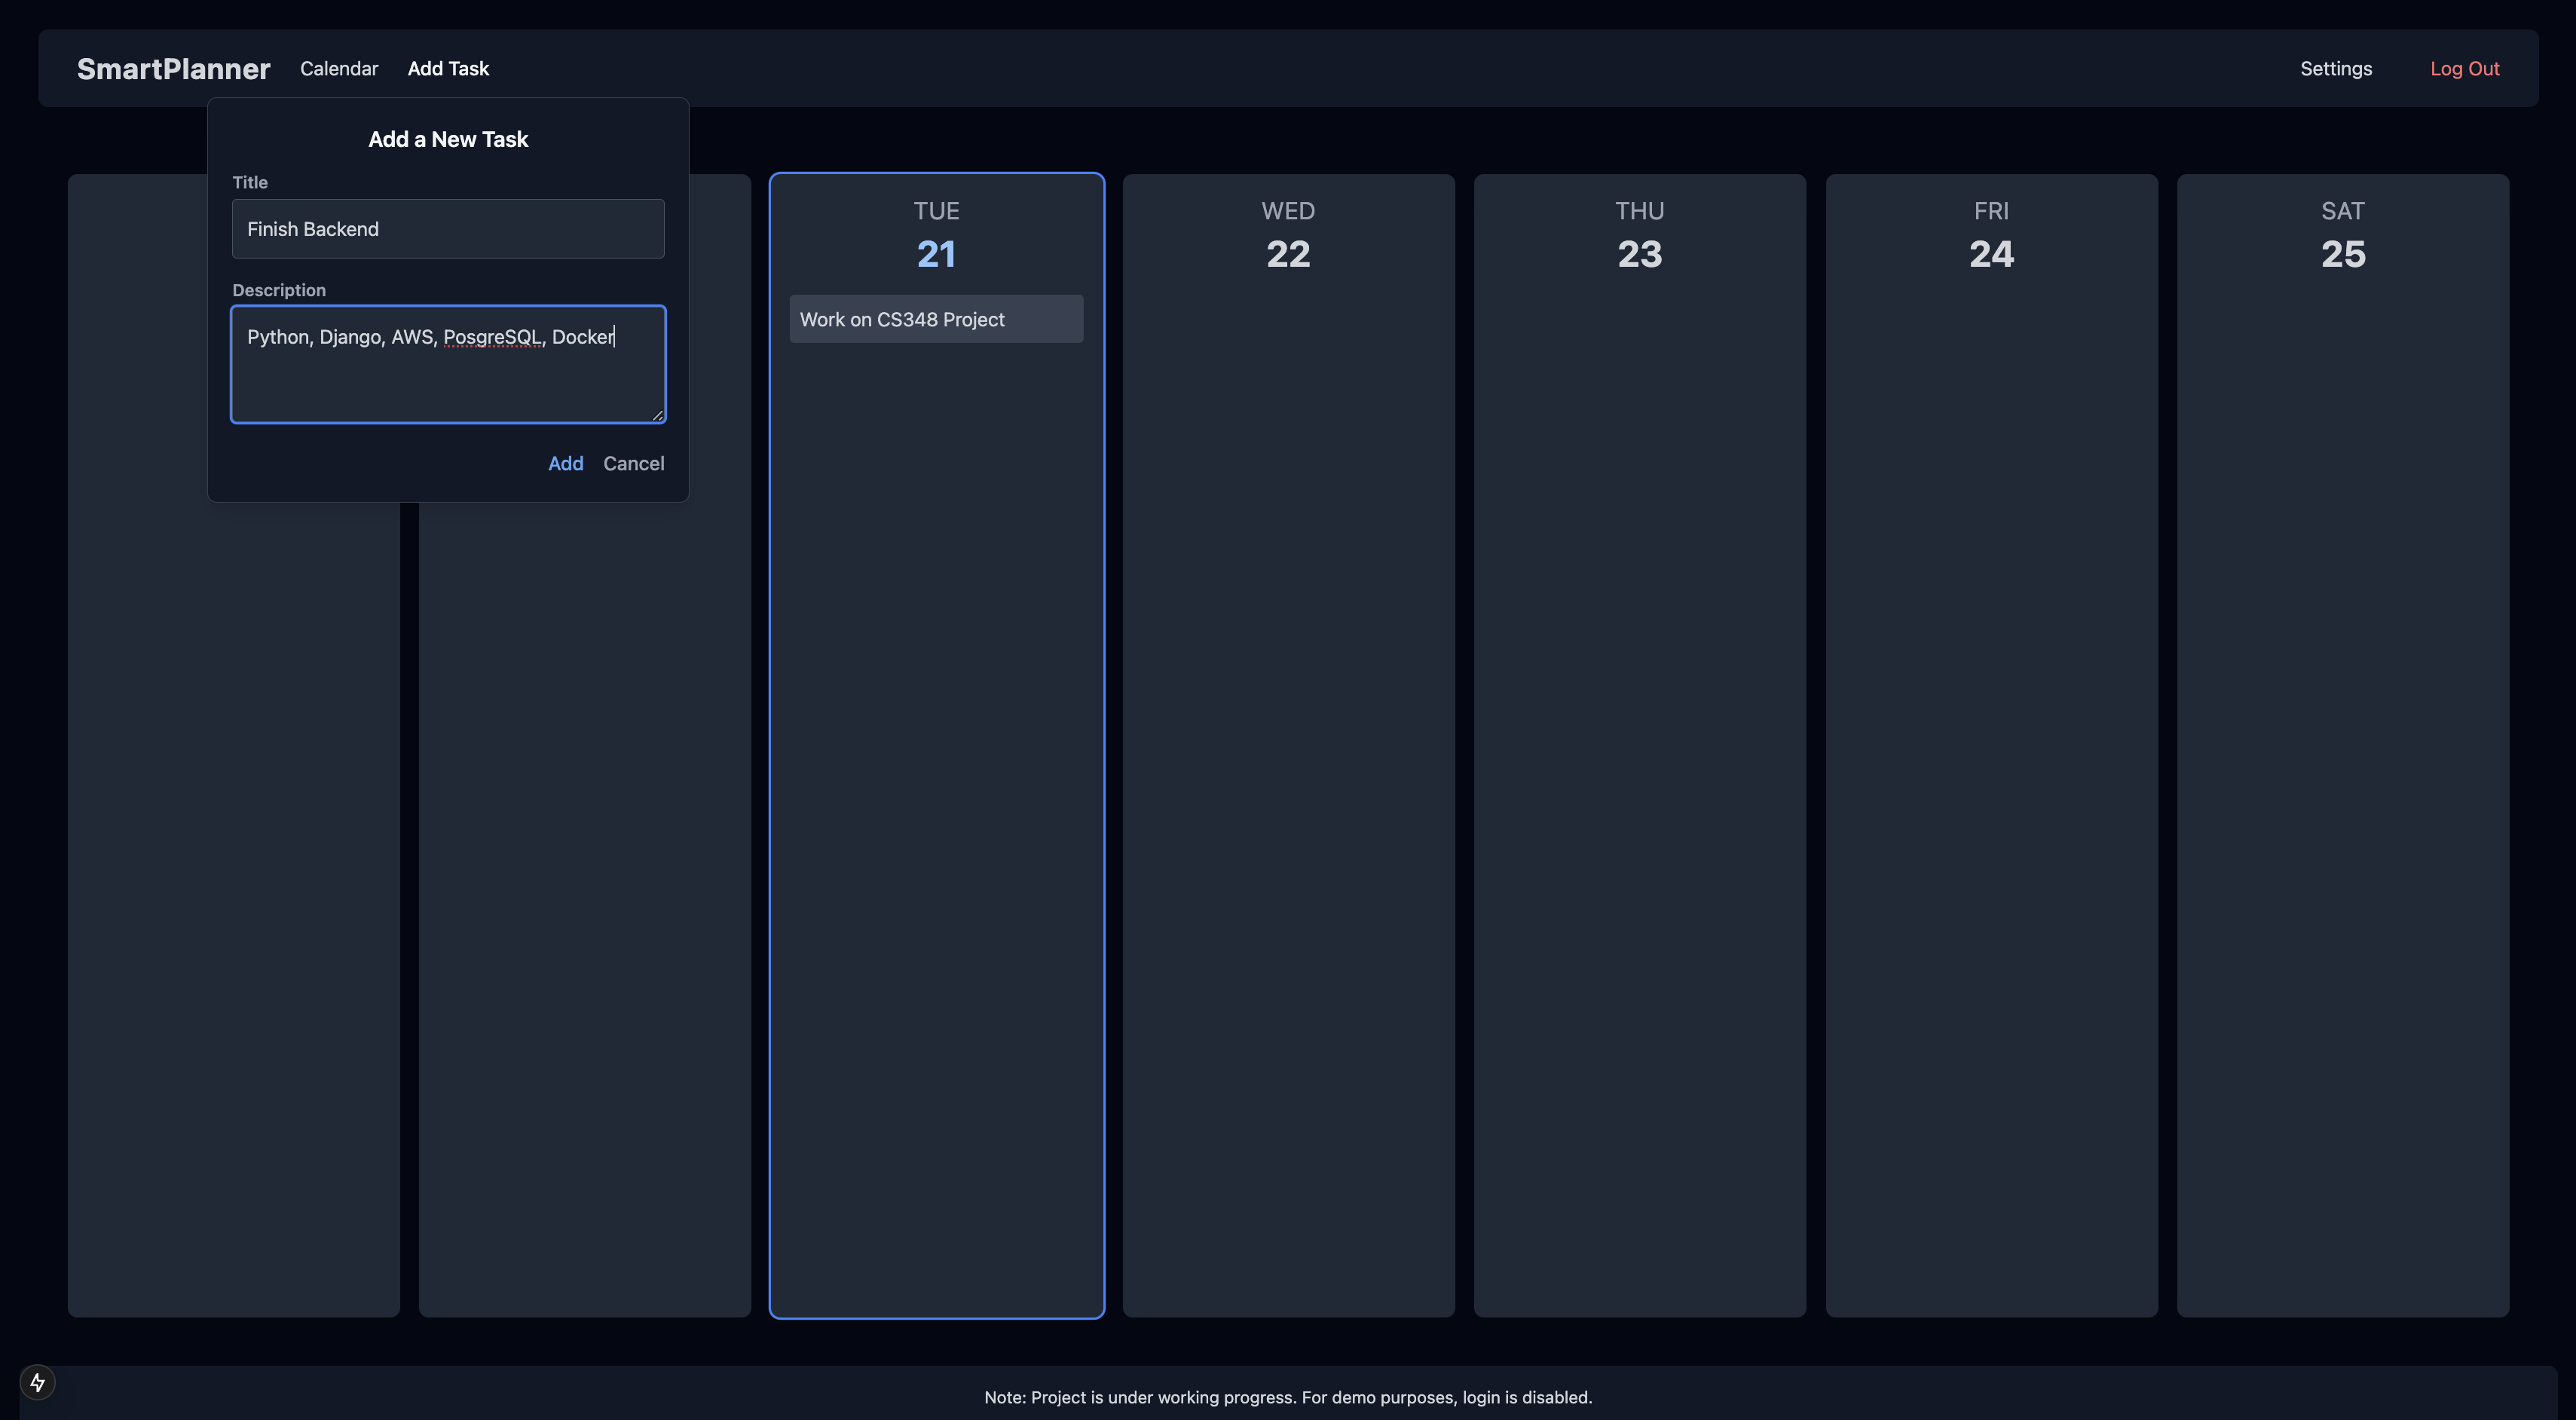 SmartPlanner Calendar Add Task Settings Log Out
Add a New Task
Title
Finish Backend
Description
Python, Django, AWS, PosgreSQL, Docker
Add Cancel
TUE
21
Work on CS348 Project
WED
22
THU
23
FRI
24
SAT
25
Note: Project is under working progress. For demo purposes, login is disabled.